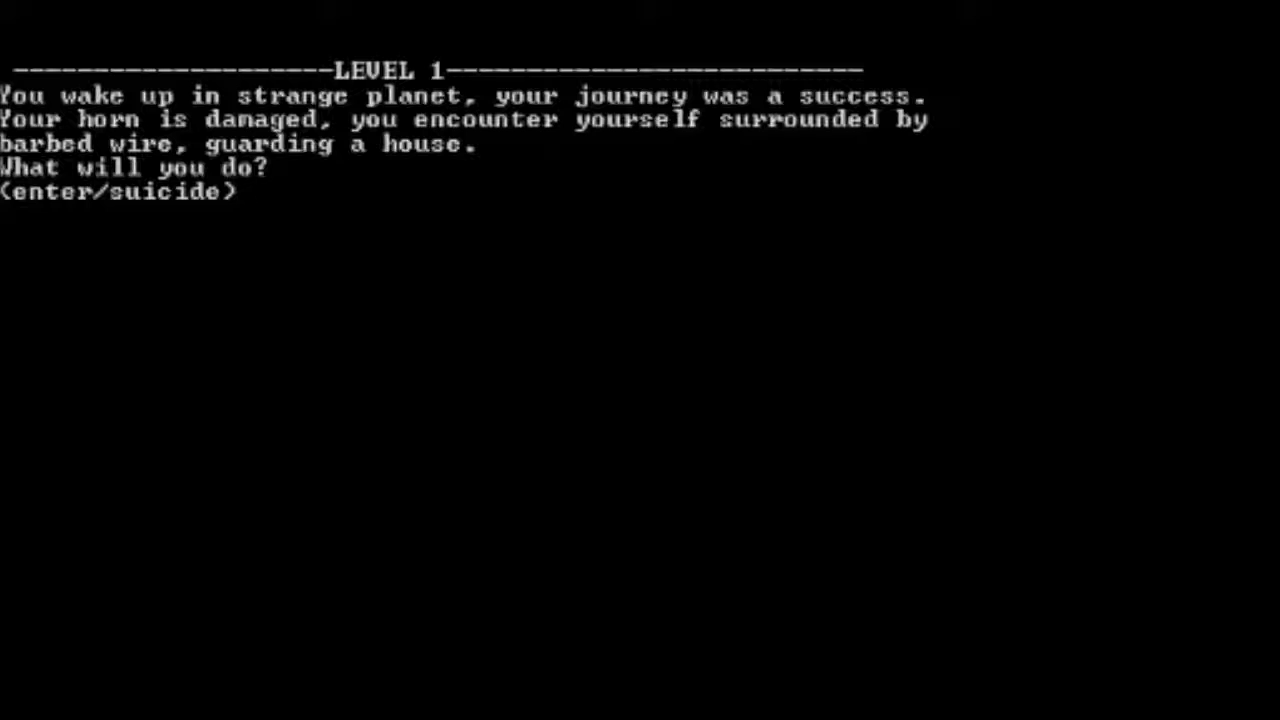 --------------------LEVEL 1--------------------------
You wake up in strange planet, your journey was a success.
Your horn is damaged, you encounter yourself surrounded by
barbed wire, guarding a house.
What will you do?
(enter/suicide)